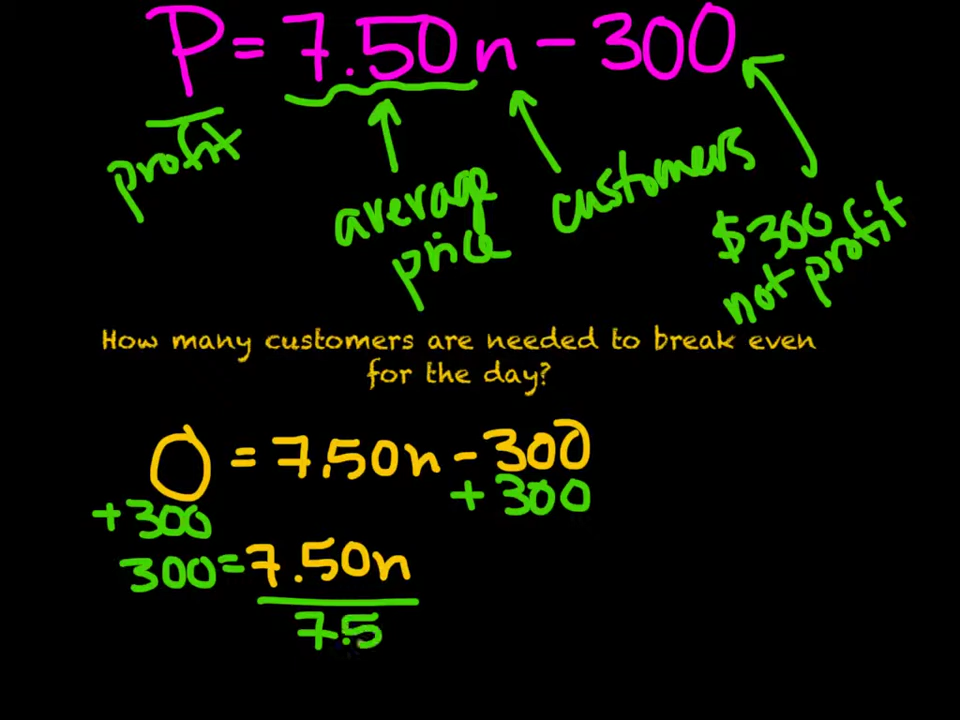 P = 7.50n - 300
profit
average price
customers
$300 not profit
How many customers are needed to break even
for the day?
0 = 7.50n - 300
+300 +300
300 = 7.50n
7.5